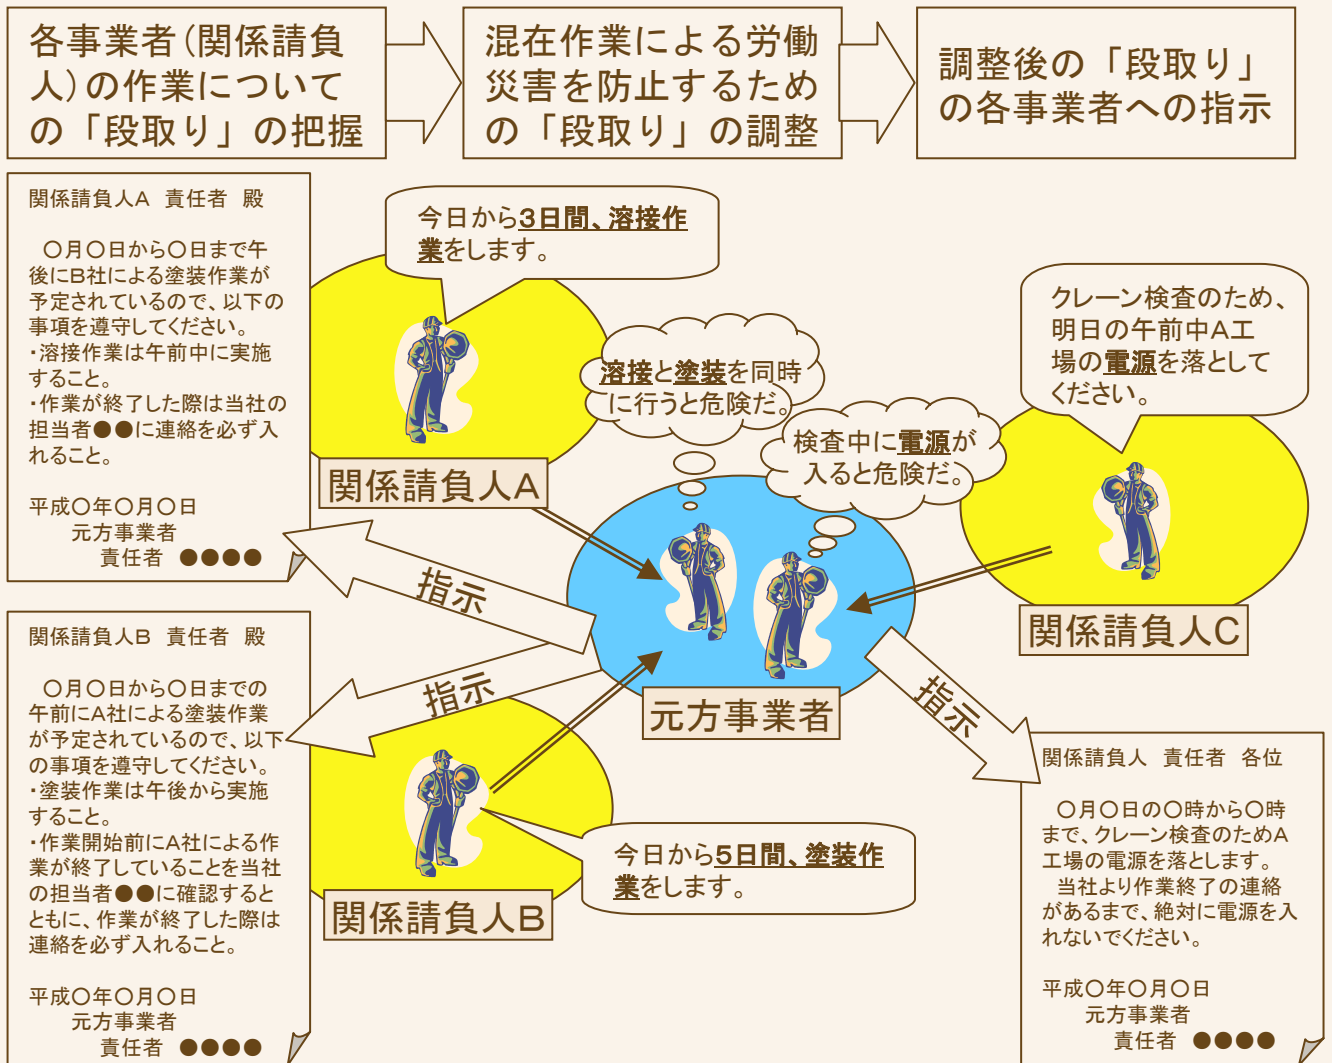 各事業者（関係請負
人）の作業について
の「段取り」の把握
混在作業による労働
災害を防止するため
の「段取り」の調整
調整後の「段取り」
の各事業者への指示
関係請負人A　責任者　殿
〇月〇日から〇日まで午
後にB社による塗装作業が
予定されているので、以下の
事項を遵守してください。
・溶接作業は午前中に実施
すること。
・作業が終了した際は当社の
担当者●●に連絡を必ず入
れること。
平成〇年〇月〇日
元方事業者
責任者　●●●●
今日から3日間、溶接作
業をします。
関係請負人A
溶接と塗装を同時
に行うと危険だ。
検査中に電源が
入ると危険だ。
クレーン検査のため、
明日の午前中A工
場の電源を落として
ください。
関係請負人C
指示
指示
指示
元方事業者
関係請負人B　責任者　殿
〇月〇日から〇日までの
午前にA社による塗装作業
が予定されているので、以下
の事項を遵守してください。
・塗装作業は午後から実施
すること。
・作業開始前にA社による作
業が終了していることを当社
の担当者●●に確認すると
ともに、作業が終了した際は
連絡を必ず入れること。
平成〇年〇月〇日
元方事業者
責任者　●●●●
今日から5日間、塗装作
業をします。
関係請負人B
関係請負人　責任者　各位
〇月〇日の〇時から〇時
まで、クレーン検査のためA
工場の電源を落とします。
当社より作業終了の連絡
があるまで、絶対に電源を入
れないでください。
平成〇年〇月〇日
元方事業者
責任者　●●●●